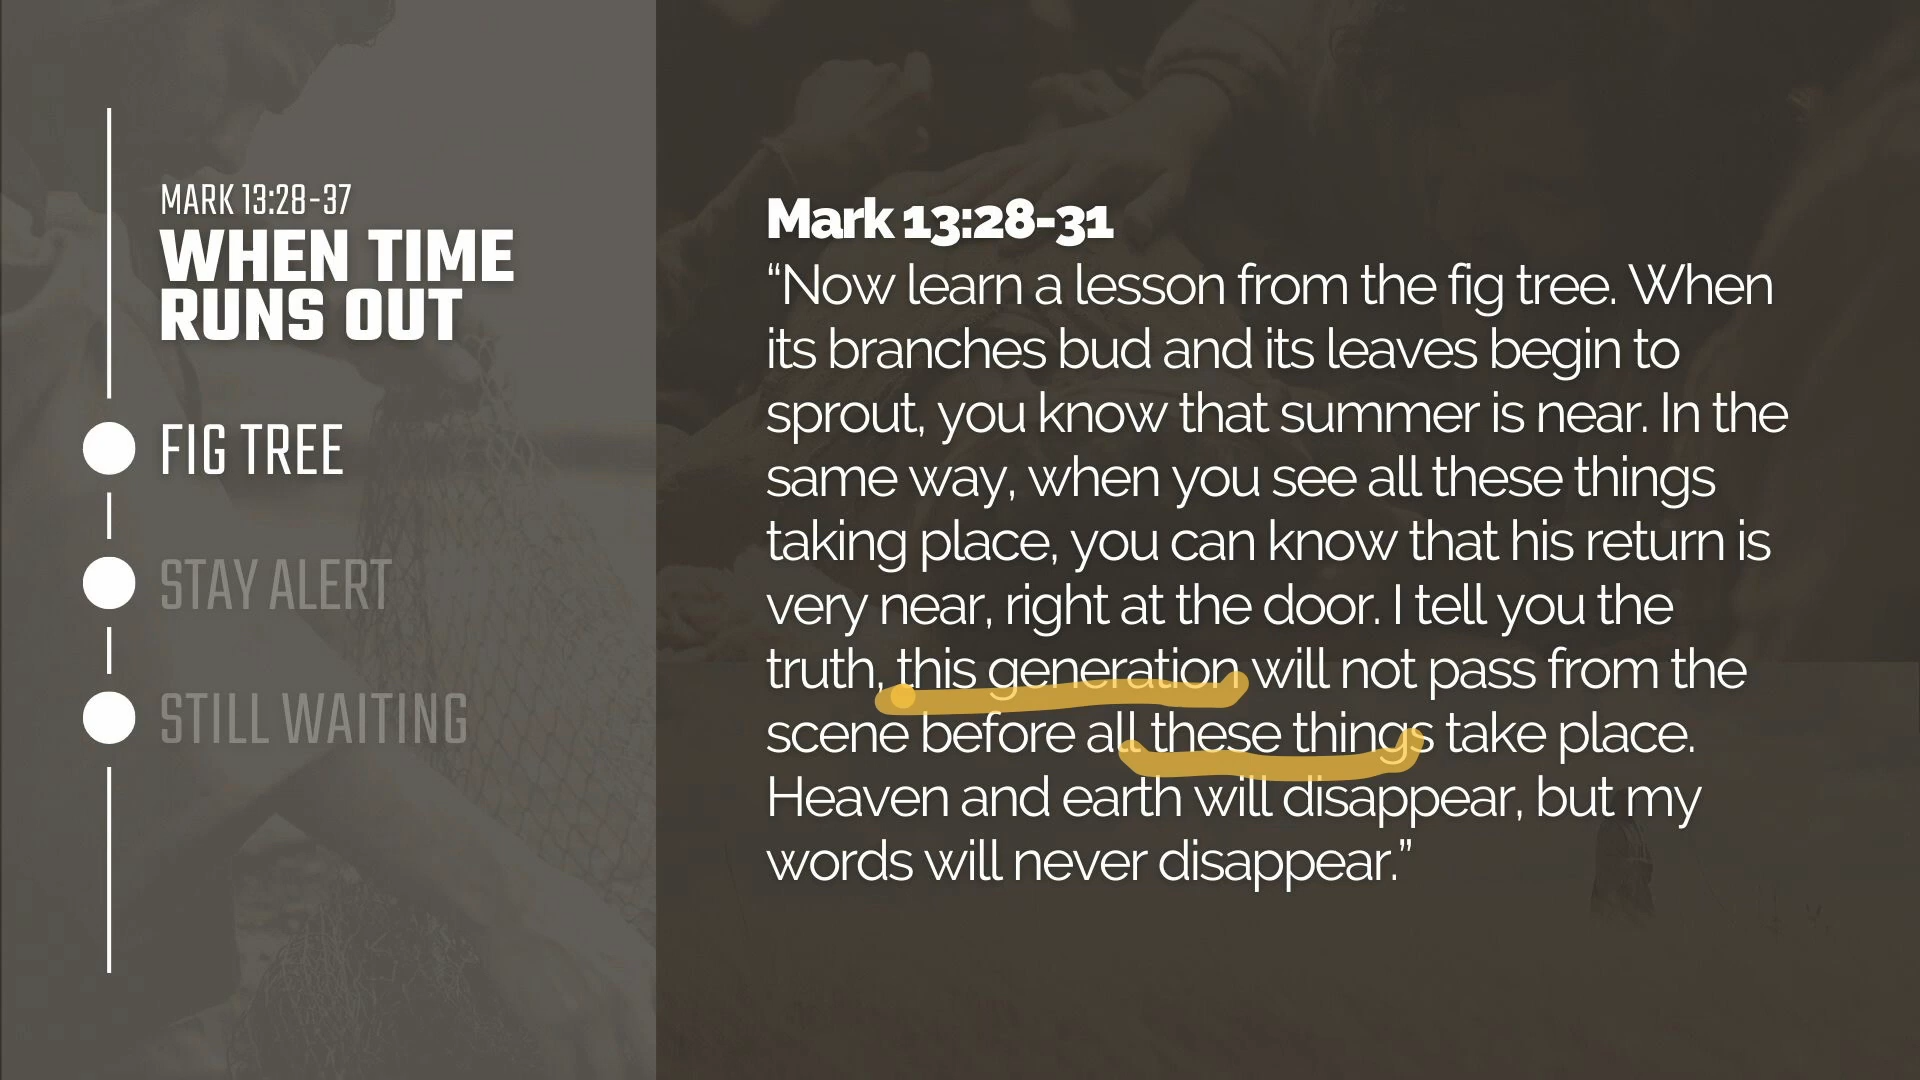 MARK 13:28-37
WHEN TIME
RUNS OUT
FIG TREE
STAY ALERT
STILL WAITING
Mark 13:28-31
“Now learn a lesson from the fig tree. When
its branches bud and its leaves begin to
sprout, you know that summer is near. In the
same way, when you see all these things
taking place, you can know that his return is
very near, right at the door. I tell you the
truth, this generation will not pass from the
scene before all these things take place.
Heaven and earth will disappear, but my
words will never disappear.”